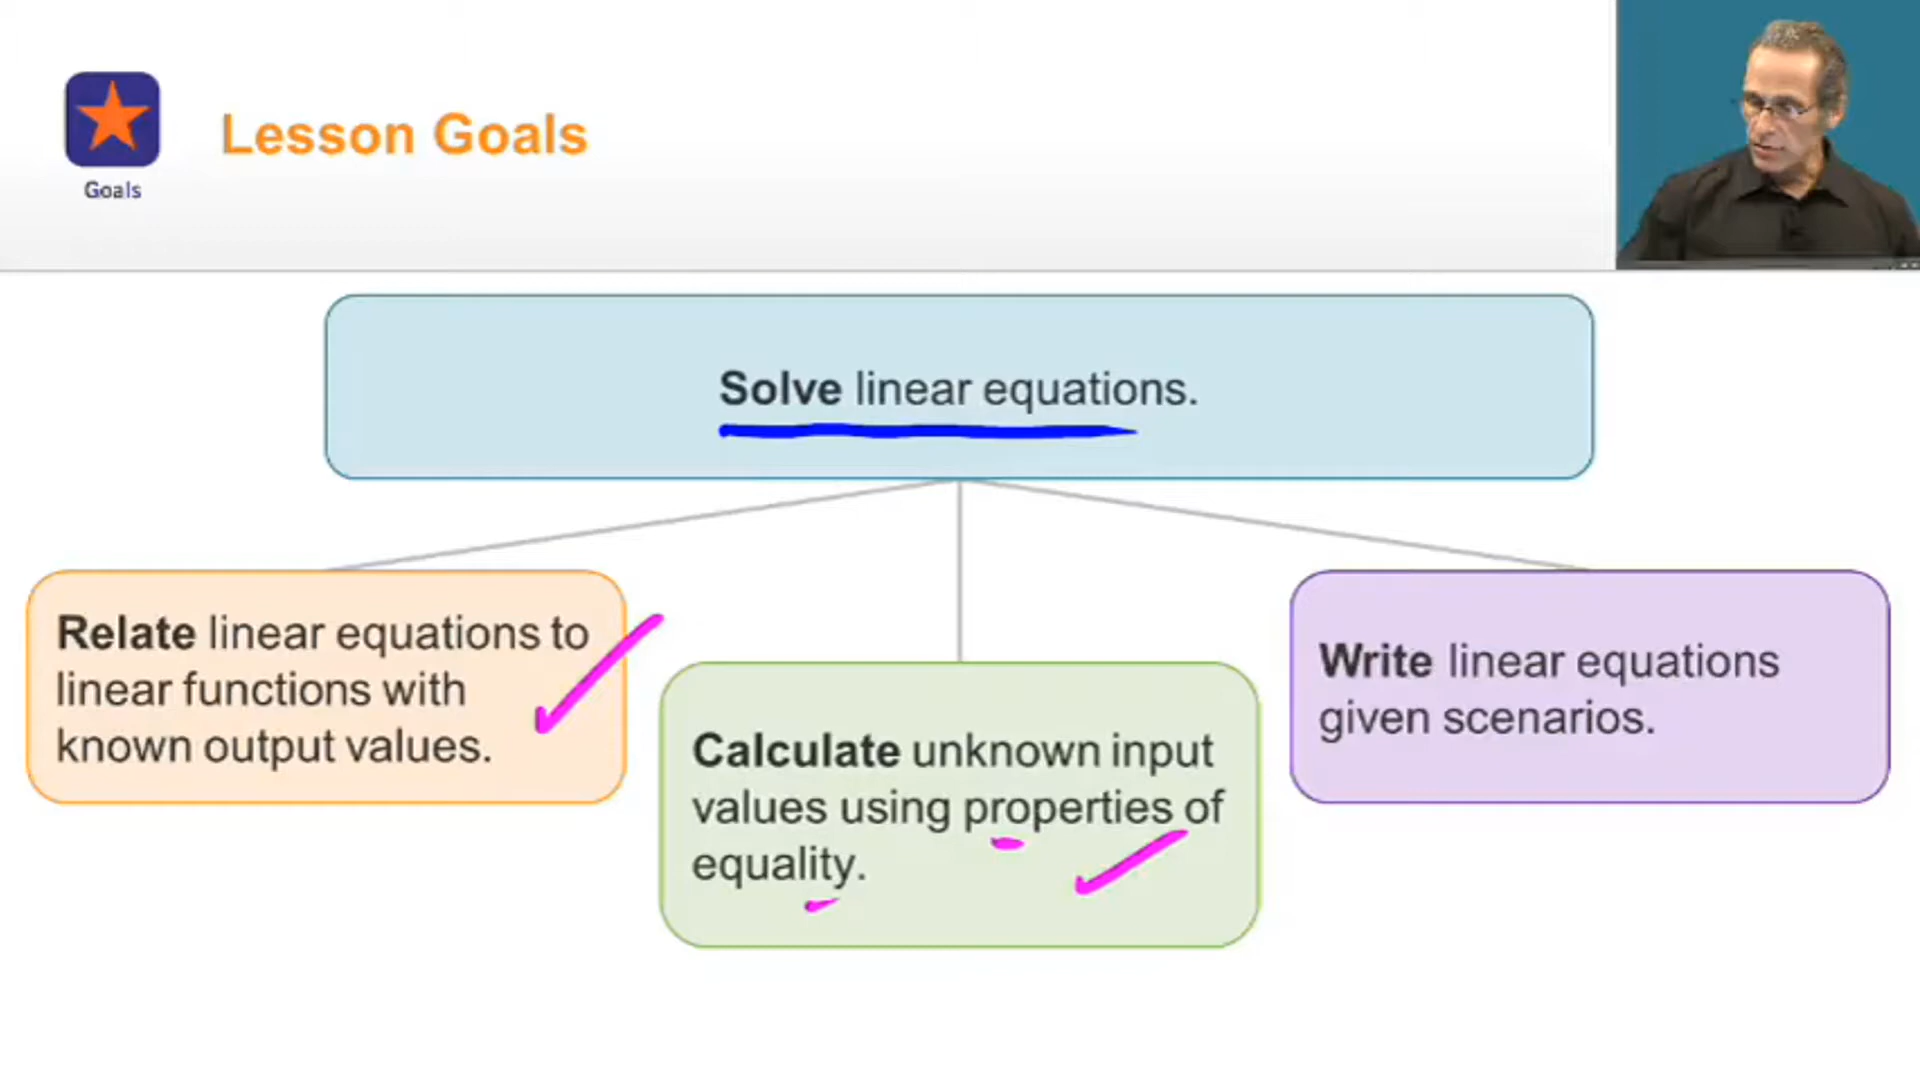 Goals
Lesson Goals
Solve linear equations.
Relate linear equations to
linear functions with
known output values.
Calculate unknown input
values using properties of
equality.
Write linear equations
given scenarios.